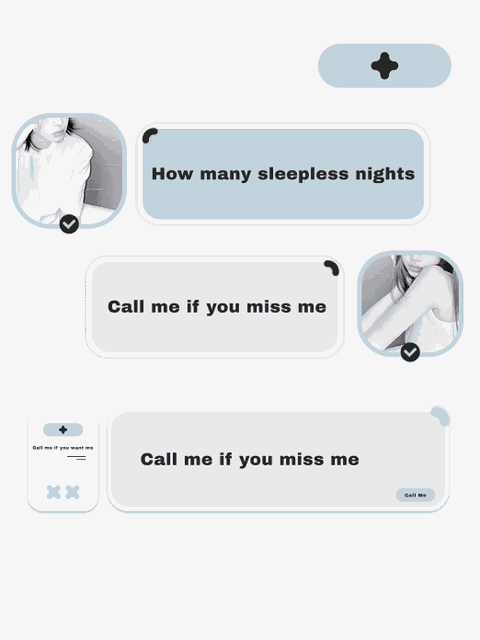 How many sleepless nights
Call me if you miss me
Call me if you want me
Call me if you miss me
Call Me